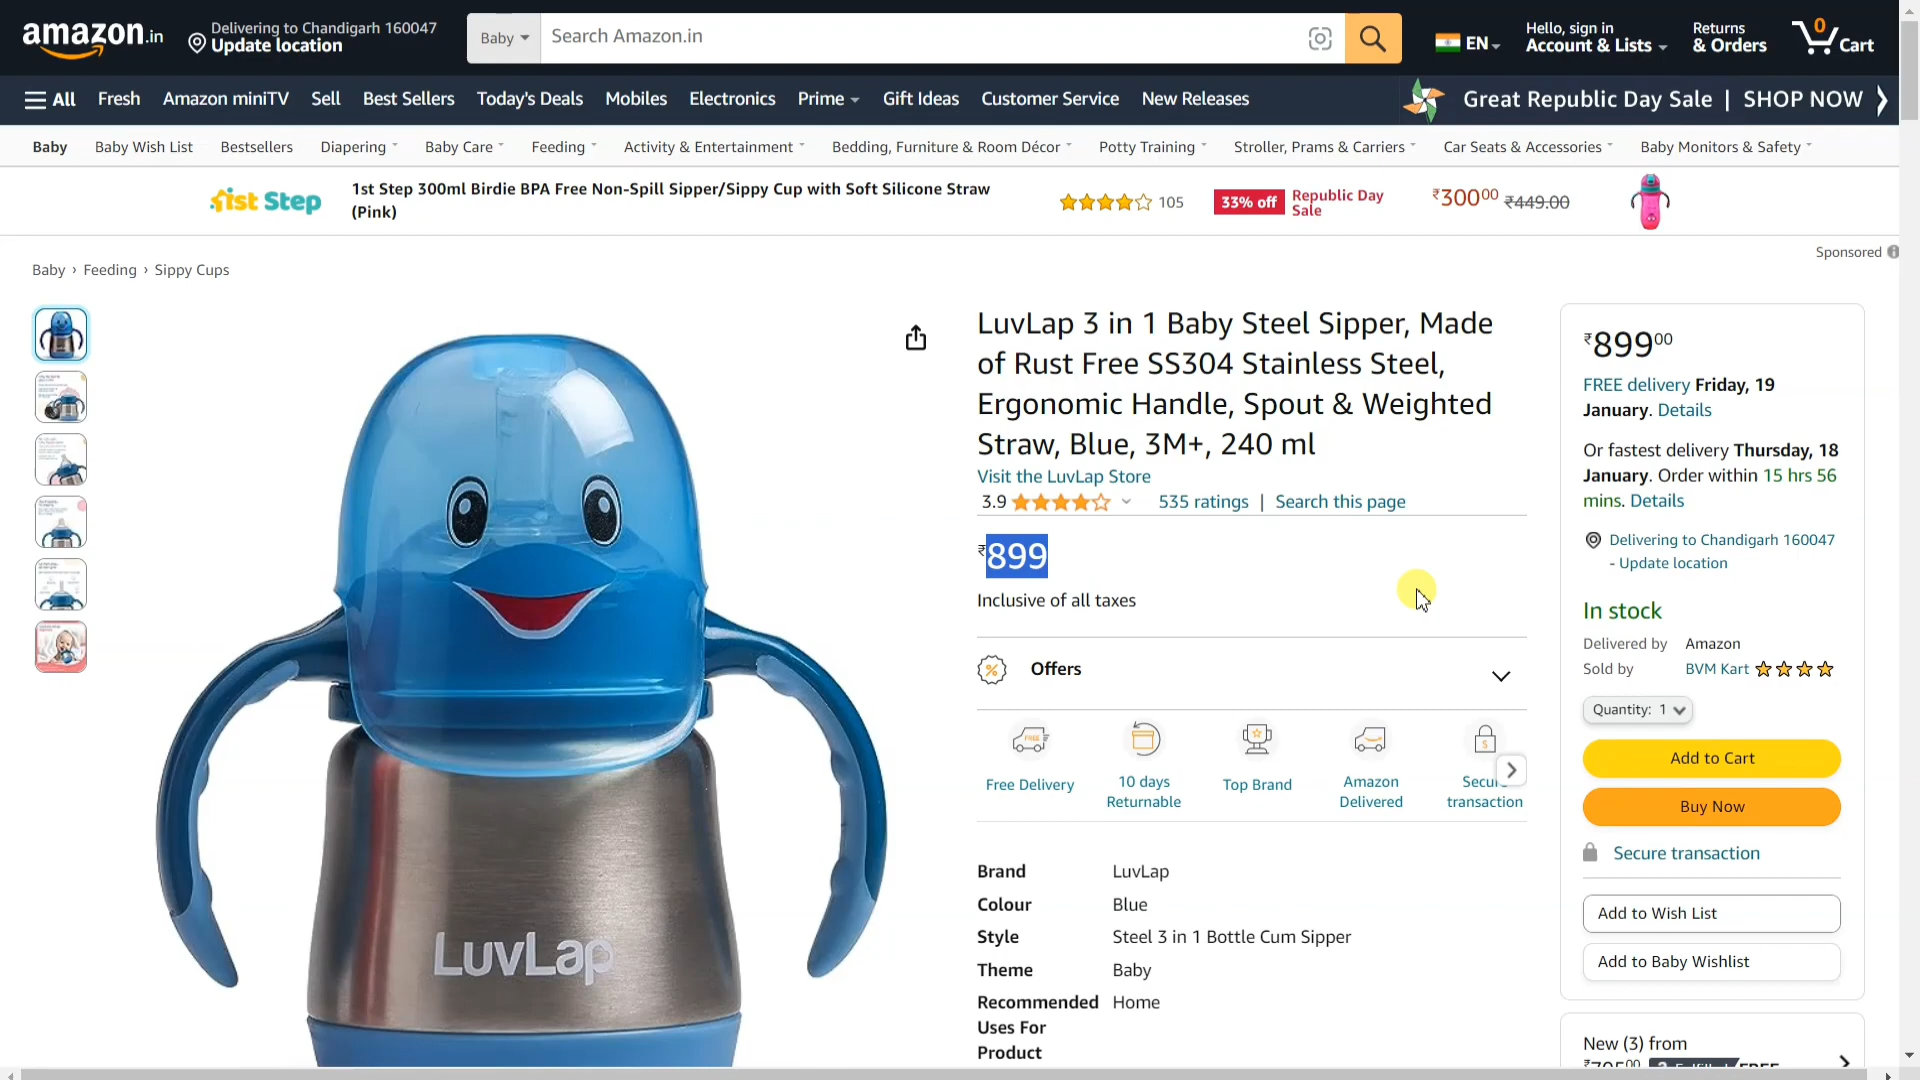 amazon.in
Delivering to Chandigarh 160047
Update location
Baby
Search Amazon.in
EN
Hello, sign in
Account & Lists
Returns
& Orders
0
Cart
All
Fresh
Amazon miniTV
Sell
Best Sellers
Today's Deals
Mobiles
Electronics
Prime
Gift Ideas
Customer Service
New Releases
Great Republic Day Sale | SHOP NOW
Baby
Baby Wish List
Bestsellers
Diapering
Baby Care
Feeding
Activity & Entertainment
Bedding, Furniture & Room Décor
Potty Training
Stroller, Prams & Carriers
Car Seats & Accessories
Baby Monitors & Safety
1st Step
1st Step 300ml Birdie BPA Free Non-Spill Sipper/Sippy Cup with Soft Silicone Straw
(Pink)
105
33% off
Republic Day
Sale
₹30000 ₹449.00
Sponsored
Baby › Feeding › Sippy Cups
LuvLap
LuvLap 3 in 1 Baby Steel Sipper, Made
of Rust Free SS304 Stainless Steel,
Ergonomic Handle, Spout & Weighted
Straw, Blue, 3M+, 240 ml
Visit the LuvLap Store
3.9
535 ratings | Search this page
₹899
Inclusive of all taxes
Offers
Free Delivery
10 days
Returnable
Top Brand
Amazon
Delivered
Secure
transaction
Brand LuvLap
Colour Blue
Style Steel 3 in 1 Bottle Cum Sipper
Theme Baby
Recommended Home
Uses For
Product
₹89900
FREE delivery Friday, 19
January. Details
Or fastest delivery Thursday, 18
January. Order within 15 hrs 56
mins. Details
Delivering to Chandigarh 160047
- Update location
In stock
Delivered by Amazon
Sold by BVM Kart
Quantity: 1
Add to Cart
Buy Now
Secure transaction
Add to Wish List
Add to Baby Wishlist
New (3) from